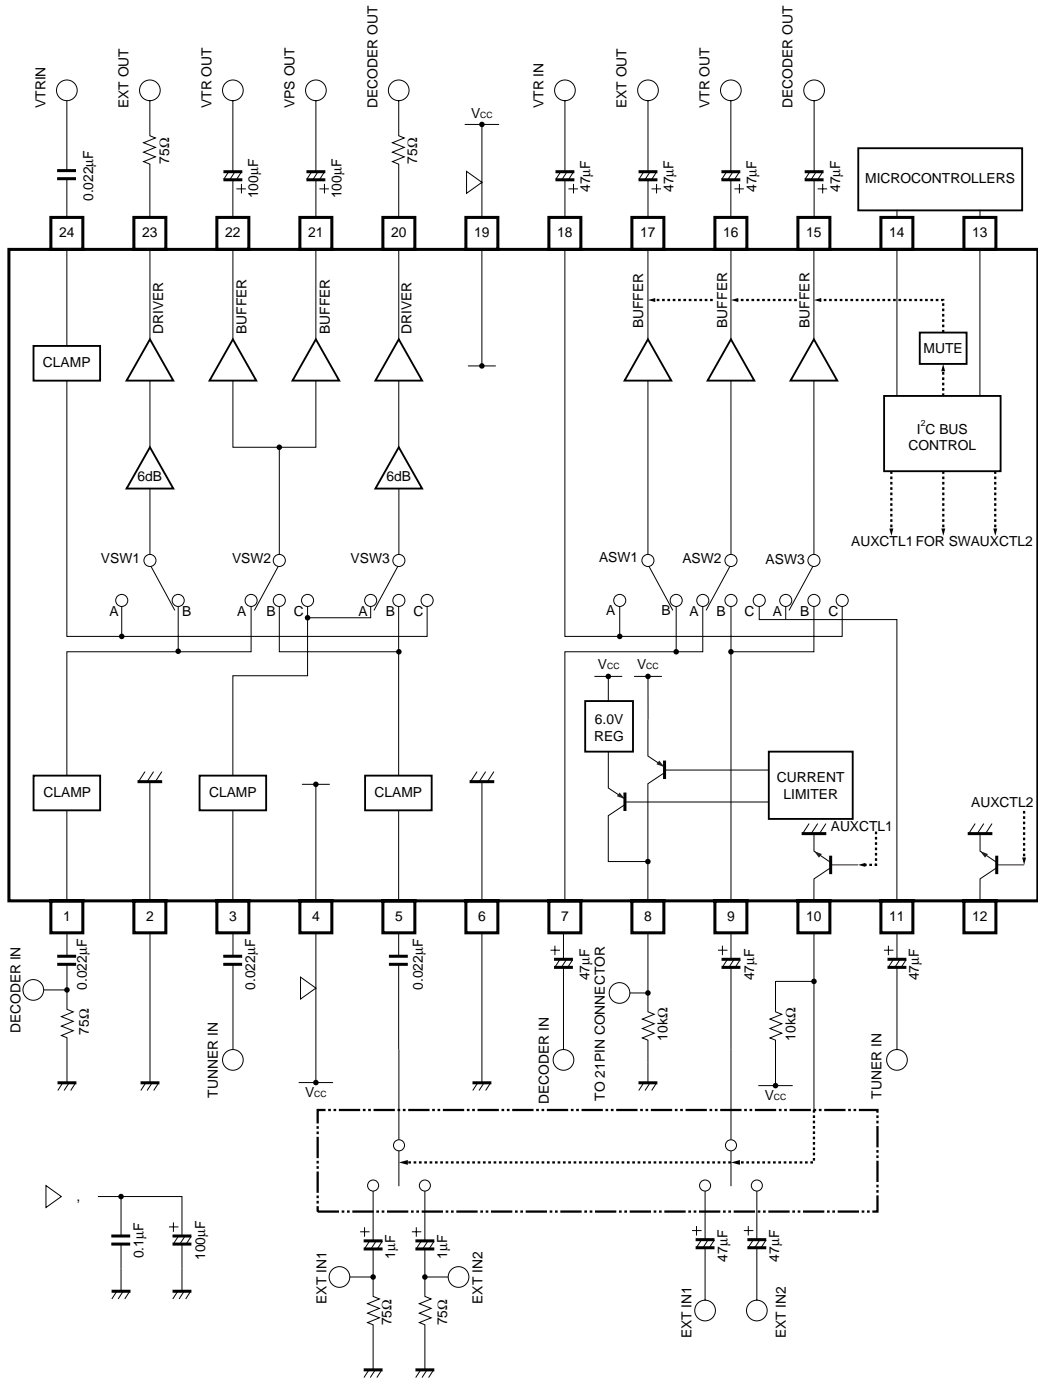 VTRIN
EXT OUT
VTR OUT
VPS OUT
DECODER OUT
VTR IN
EXT OUT
VTR OUT
DECODER OUT
0.022µF
75Ω
+
100µF
+
100µF
75Ω
Vcc
+
47µF
+
47µF
+
47µF
+
47µF
MICROCONTROLLERS
24
23
22
21
20
19
18
17
16
15
14
13
DRIVER
BUFFER
BUFFER
DRIVER
BUFFER
BUFFER
BUFFER
CLAMP
MUTE
I²C BUS
CONTROL
6dB
6dB
AUXCTL1 FOR SWAUXCTL2
VSW1
VSW2
VSW3
ASW1
ASW2
ASW3
A
B
A
B
C
A
B
C
A
B
A
B
C
A
B
C
Vcc
Vcc
6.0V
REG
CLAMP
CLAMP
CLAMP
CURRENT
LIMITER
AUXCTL1
AUXCTL2
1
2
3
4
5
6
7
8
9
10
11
12
DECODER IN
0.022µF
75Ω
0.022µF
TUNNER IN
Vcc
0.022µF
+
47µF
DECODER IN
TO 21PIN CONNECTOR
10kΩ
+
47µF
10kΩ
Vcc
+
47µF
TUNER IN
,
0.1µF
+
100µF
+
1µF
+
1µF
EXT IN1
EXT IN2
75Ω
75Ω
+
47µF
+
47µF
EXT IN1
EXT IN2